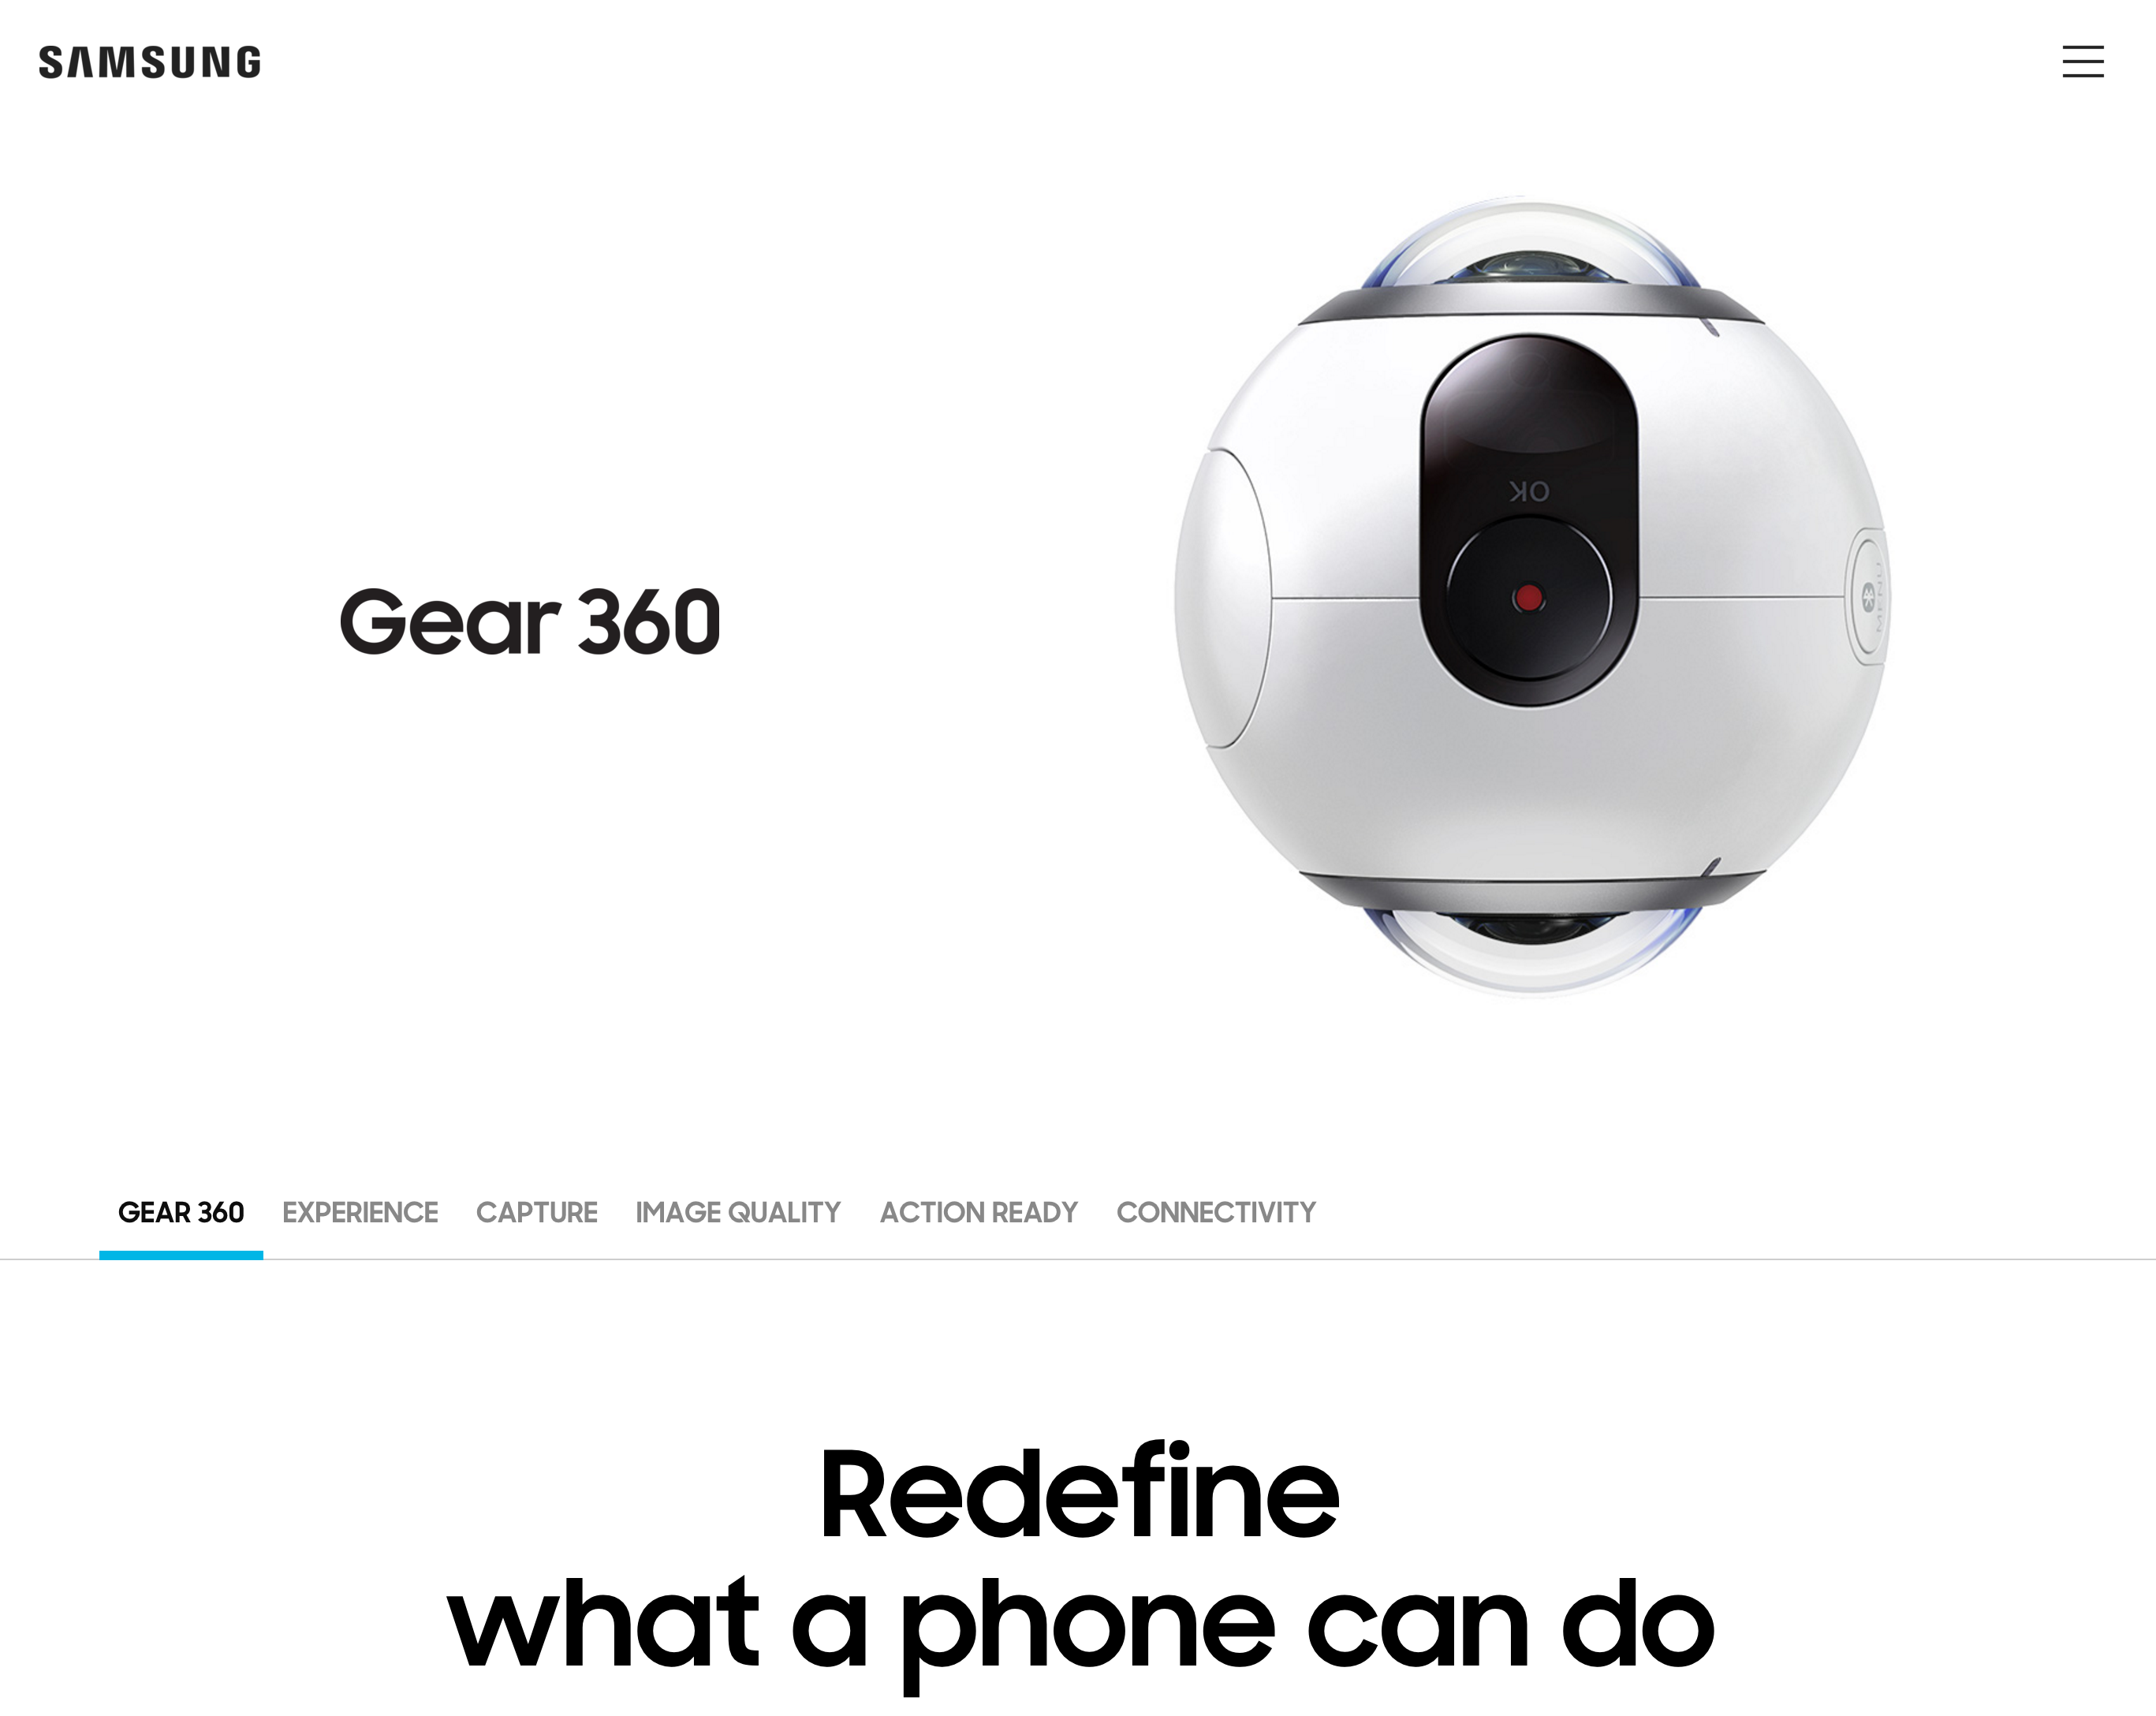 SAMSUNG
Gear 360
OK
MENU
GEAR 360 EXPERIENCE CAPTURE IMAGE QUALITY ACTION READY CONNECTIVITY
Redefine
what a phone can do